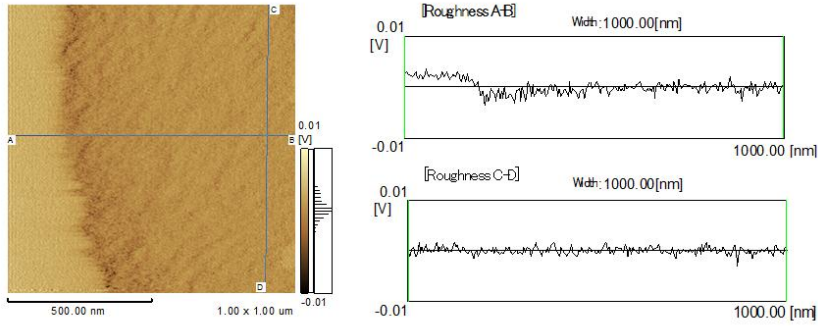 C
A
B
D
0.01
[V]
-0.01
500.00 nm
1.00 x 1.00 um
[Roughness A-B]
Width:1000.00[nm]
0.01
[V]
-0.01
1000.00 [nm]
[Roughness C-D]
Width:1000.00[nm]
0.01
[V]
-0.01
1000.00 [nm]